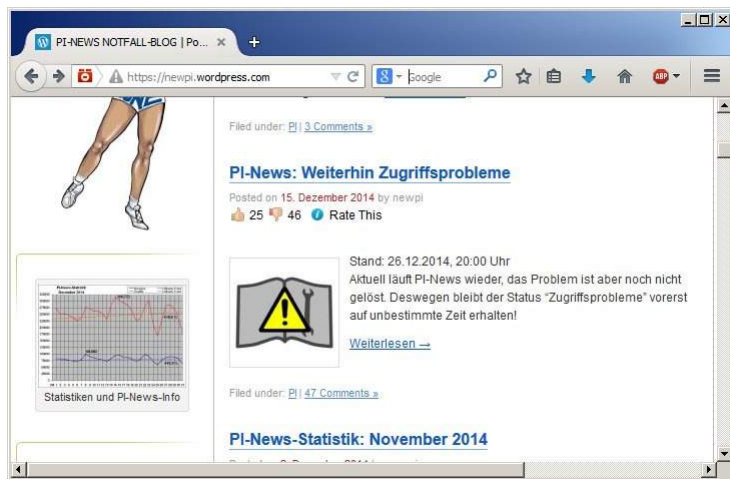 PI-NEWS NOTFALL-BLOG | Po...
https://newpi.wordpress.com
Google
ABP
Filed under: PI | 3 Comments »
PI-News: Weiterhin Zugriffsprobleme
Posted on 15. Dezember 2014 by newpi
25 46 Rate This
Stand: 26.12.2014, 20:00 Uhr
Aktuell läuft PI-News wieder, das Problem ist aber noch nicht
gelöst. Deswegen bleibt der Status “Zugriffsprobleme” vorerst
auf unbestimmte Zeit erhalten!
Weiterlesen →
Filed under: PI | 47 Comments »
PI-News-Statistik: November 2014
Statistiken und PI-News-Info